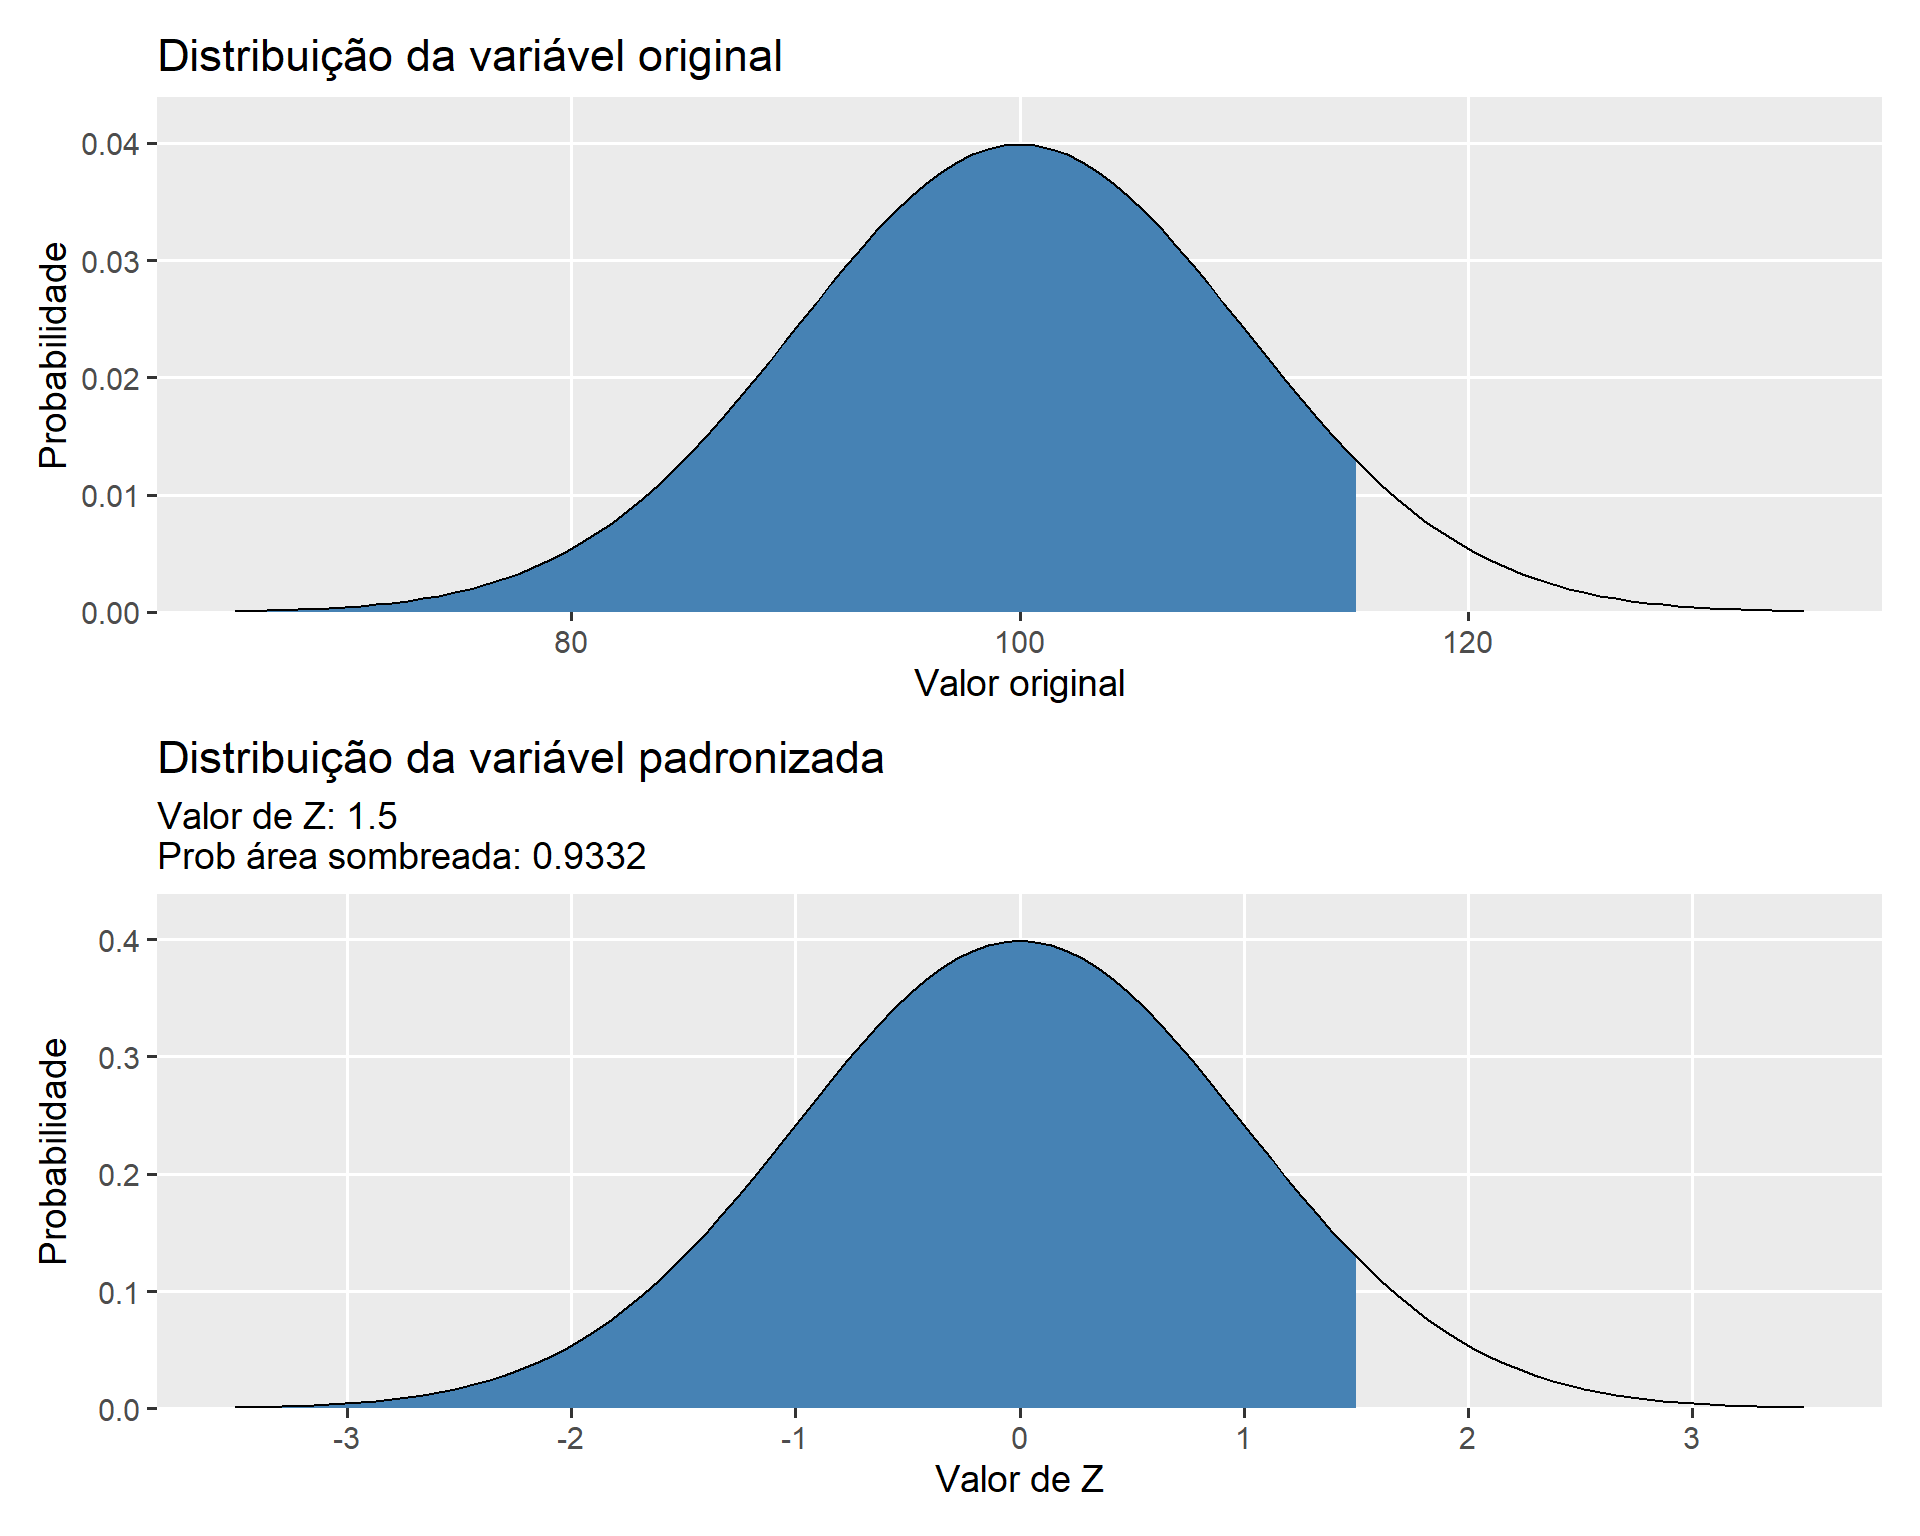 Distribuição da variável original
Probabilidade
0.04
0.03
0.02
0.01
0.00
80 100 120
Valor original
Distribuição da variável padronizada
Valor de Z: 1.5
Prob área sombreada: 0.9332
Probabilidade
0.4
0.3
0.2
0.1
0.0
-3 -2 -1 0 1 2 3
Valor de Z